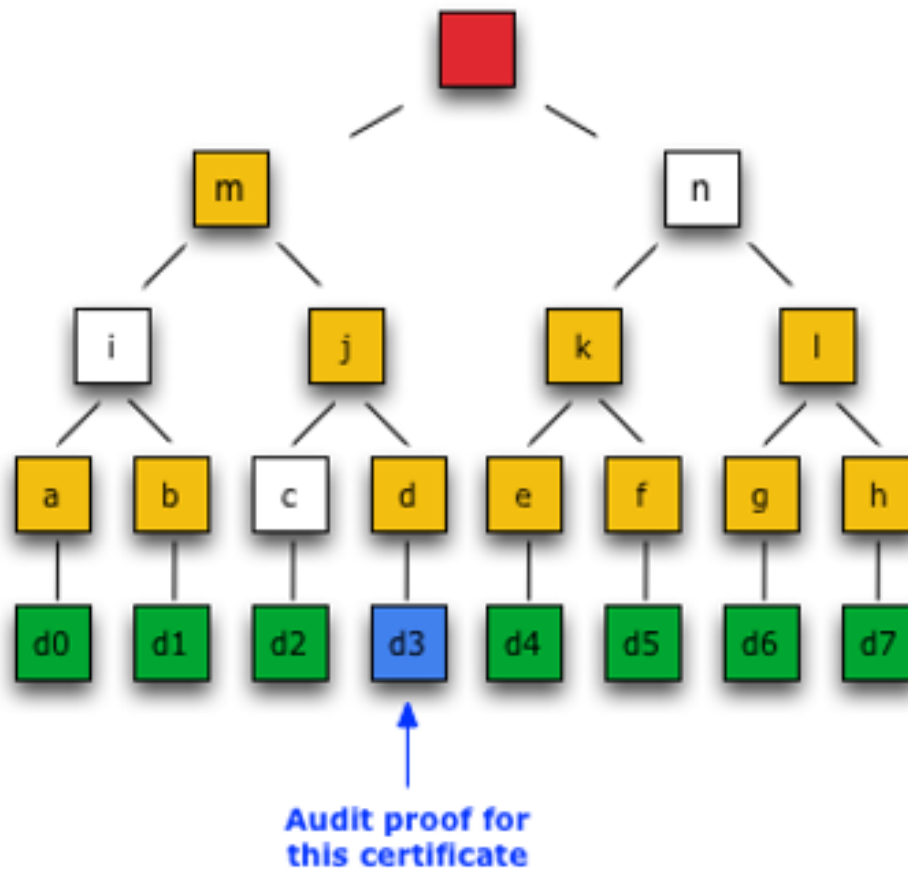 m n
i j k l
a b c d e f g h
d0 d1 d2 d3 d4 d5 d6 d7
Audit proof for
this certificate